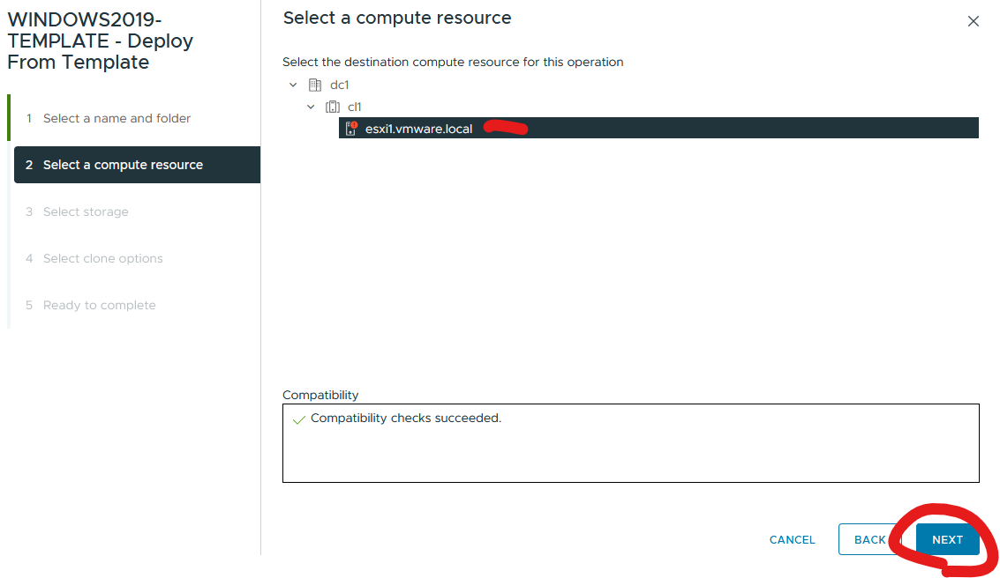 WINDOWS2019-
TEMPLATE - Deploy
From Template
1 Select a name and folder
2 Select a compute resource
3 Select storage
4 Select clone options
5 Ready to complete
Select a compute resource
Select the destination compute resource for this operation
dc1
cl1
esxi1.vmware.local
Compatibility
Compatibility checks succeeded.
CANCEL BACK NEXT